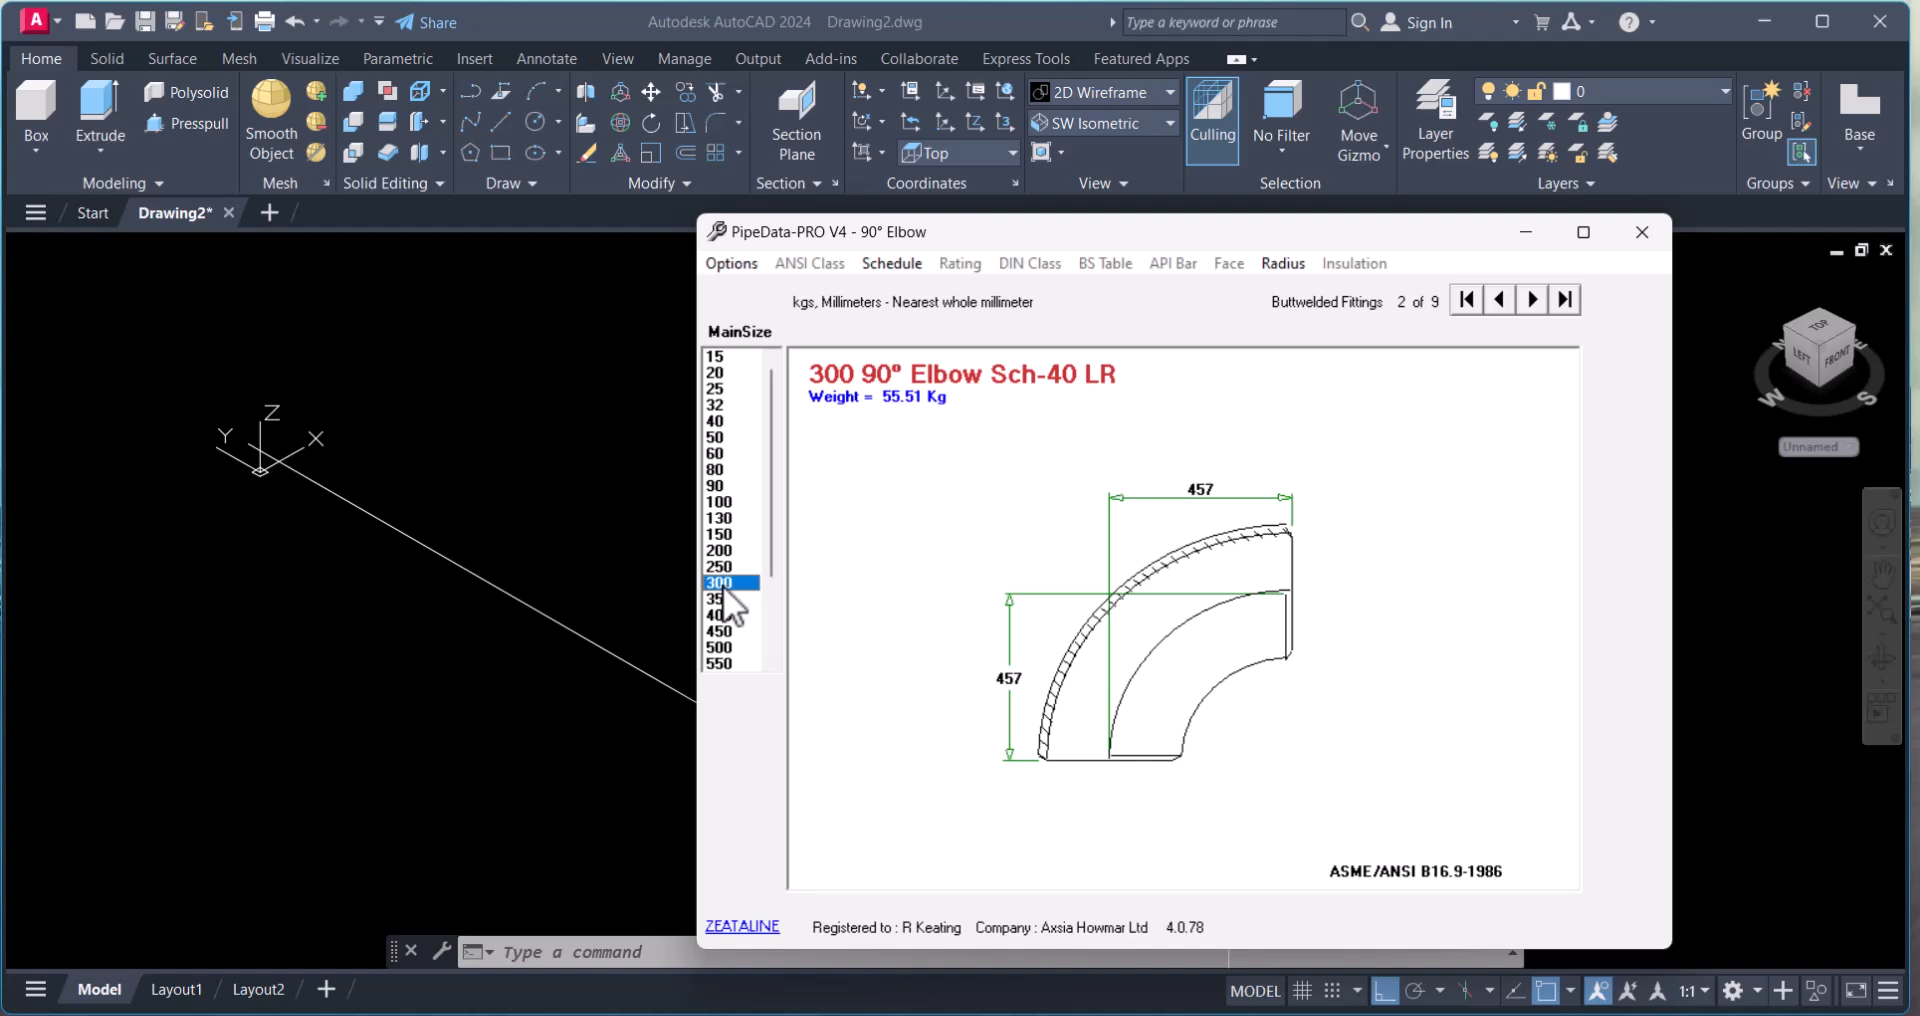 A Share Autodesk AutoCAD 2024 Drawing2.dwg Type a keyword or phrase Sign In ?
Home Solid Surface Mesh Visualize Parametric Insert Annotate View Manage Output Add-ins Collaborate Express Tools Featured Apps
Box
Extrude
Polysolid
Presspull
Smooth
Object
Section
Plane
Top
2D Wireframe
SW Isometric
Culling
No Filter
Move
Gizmo
Layer
Properties
0
Group
Base
Modeling Mesh Solid Editing Draw Modify Section Coordinates View Selection Layers Groups View
Start Drawing2* +
Z
Y X
TOP
LEFT FRONT
W S
Unnamed
PipeData-PRO V4 - 90° Elbow
Options ANSI Class Schedule Rating DIN Class BS Table API Bar Face Radius Insulation
kgs, Millimeters - Nearest whole millimeter Buttwelded Fittings 2 of 9
MainSize
15
20
25
32
40
50
60
80
90
100
130
150
200
250
300
35
40
450
500
550
300 90° Elbow Sch-40 LR
Weight = 55.51 Kg
457
457
ASME/ANSI B16.9-1986
ZEATALINE Registered to : R Keating Company : Axsia Howmar Ltd 4.0.78
Type a command
Model Layout1 Layout2 + MODEL 1:1